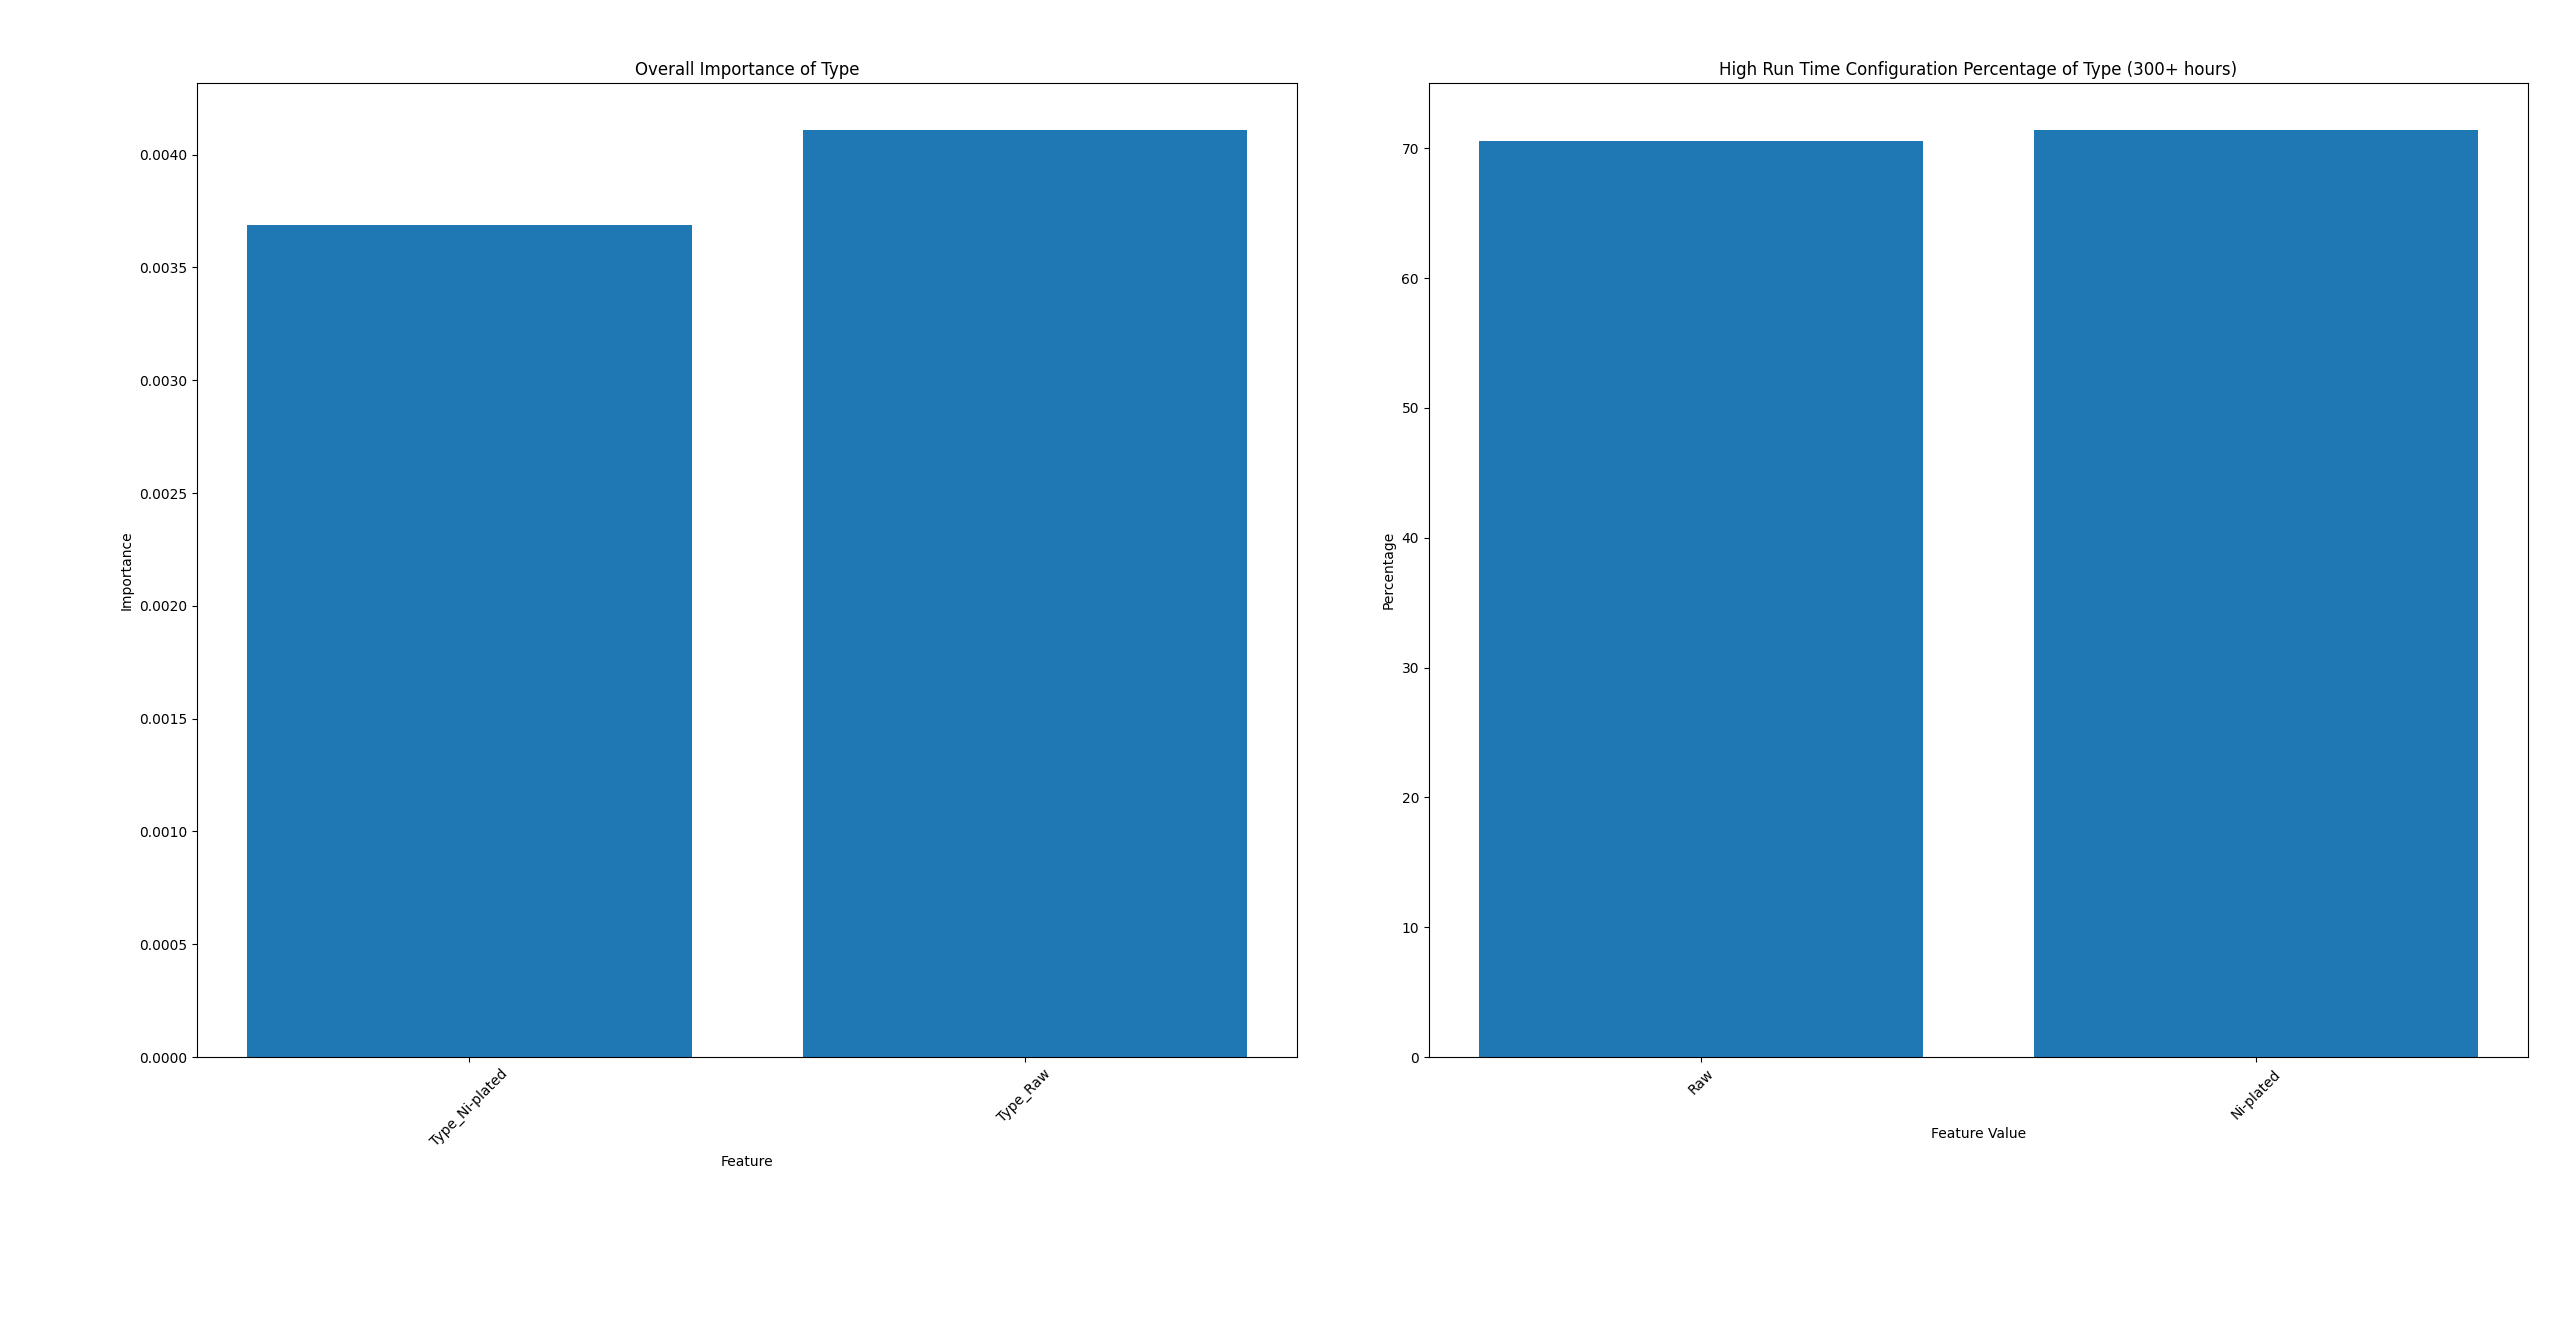 Overall Importance of Type
Importance
0.0040
0.0035
0.0030
0.0025
0.0020
0.0015
0.0010
0.0005
0.0000
Type_Ni-plated
Type_Raw
Feature
High Run Time Configuration Percentage of Type (300+ hours)
Percentage
70
60
50
40
30
20
10
0
Raw
Ni-plated
Feature Value